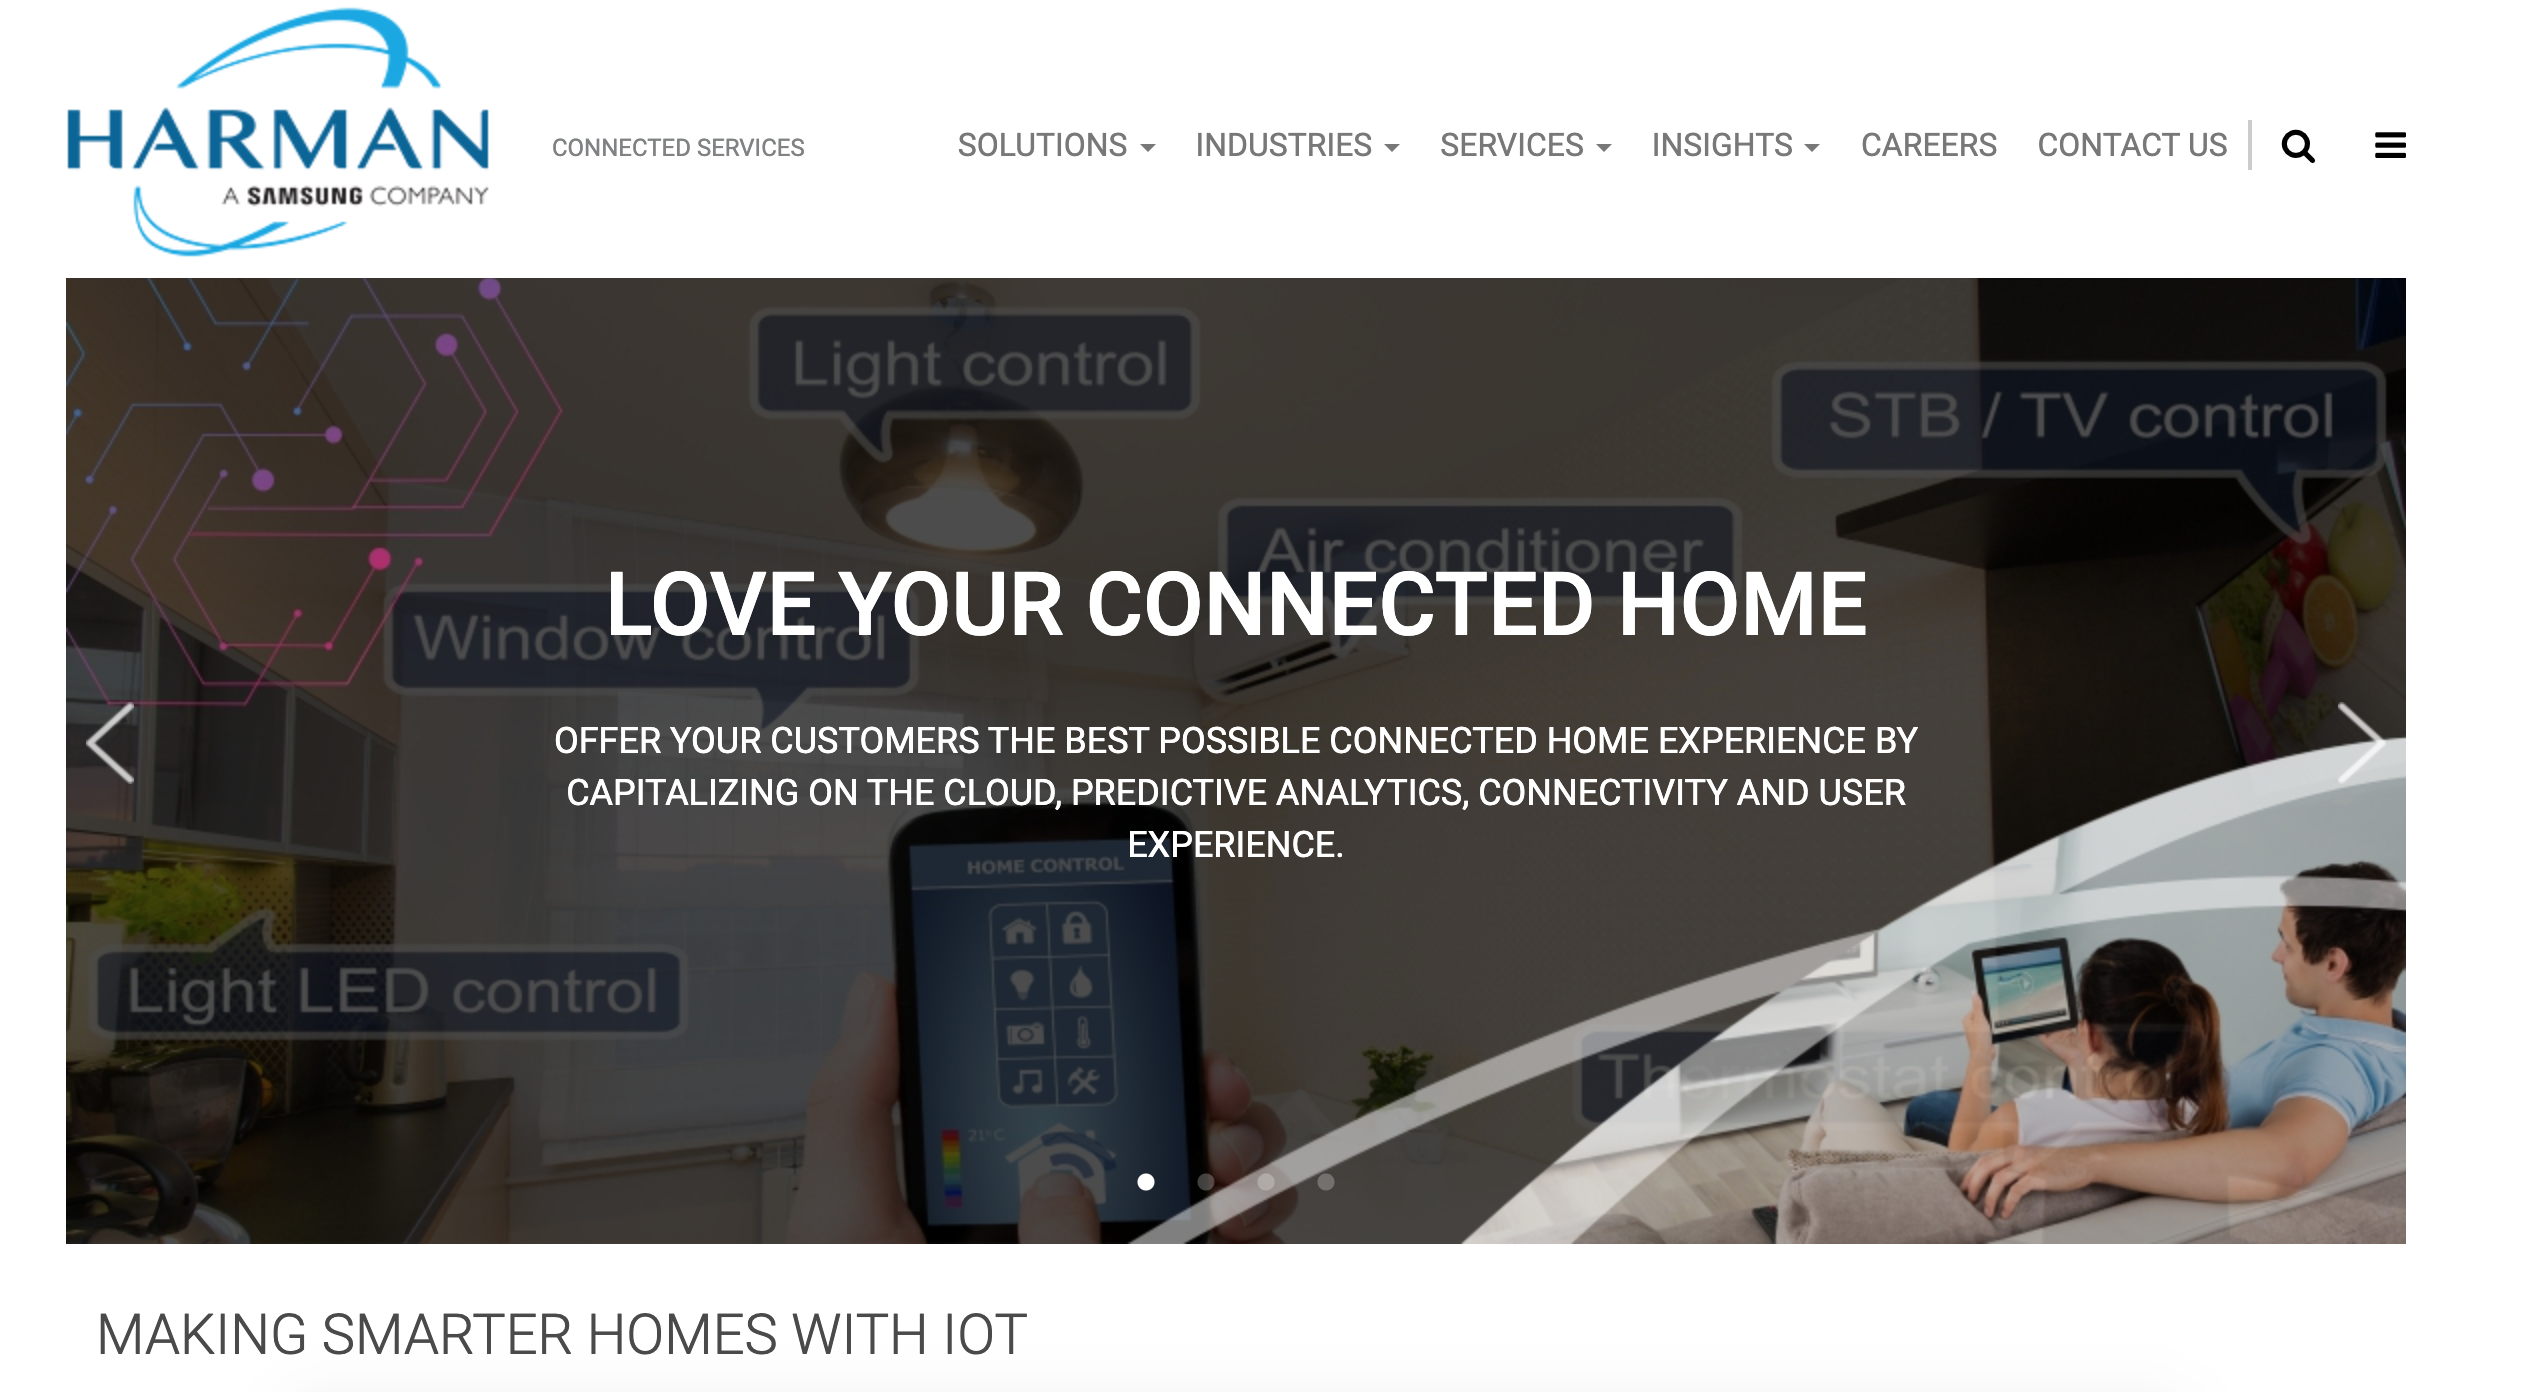 HARMAN
A SAMSUNG COMPANY
CONNECTED SERVICES
SOLUTIONS
INDUSTRIES
SERVICES
INSIGHTS
CAREERS
CONTACT US
Light control
STB / TV control
Air conditioner
LOVE YOUR CONNECTED HOME
Window control
OFFER YOUR CUSTOMERS THE BEST POSSIBLE CONNECTED HOME EXPERIENCE BY
CAPITALIZING ON THE CLOUD, PREDICTIVE ANALYTICS, CONNECTIVITY AND USER
EXPERIENCE.
HOME CONTROL
Light LED control
Thermostat control
21°C
MAKING SMARTER HOMES WITH IOT